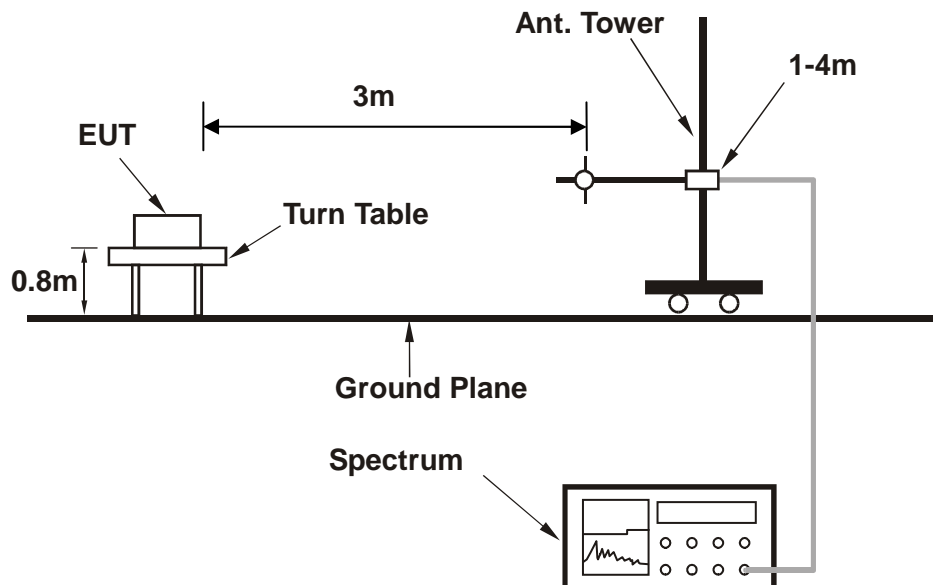 Ant. Tower
1-4m
3m
EUT
Turn Table
0.8m
Ground Plane
Spectrum